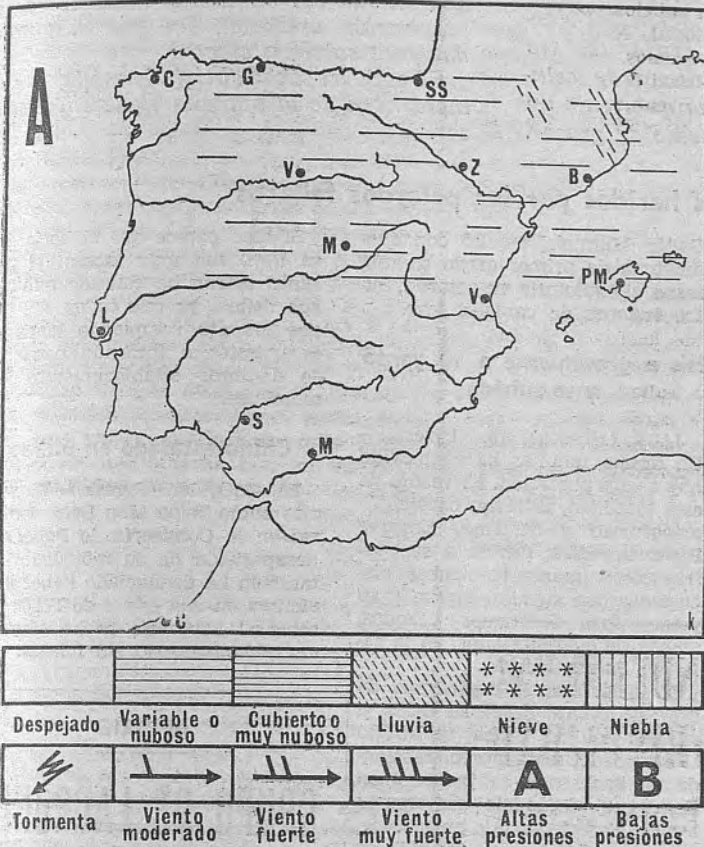 A
C
G
SS
V
Z
B
M
PM
V
L
S
M
k
Despejado
Variable o
nuboso
Cubierto o
muy nuboso
Lluvia
Nieve
Niebla
A
B
Tormenta
Viento
moderado
Viento
fuerte
Viento
muy fuerte
Altas
presiones
Bajas
presiones